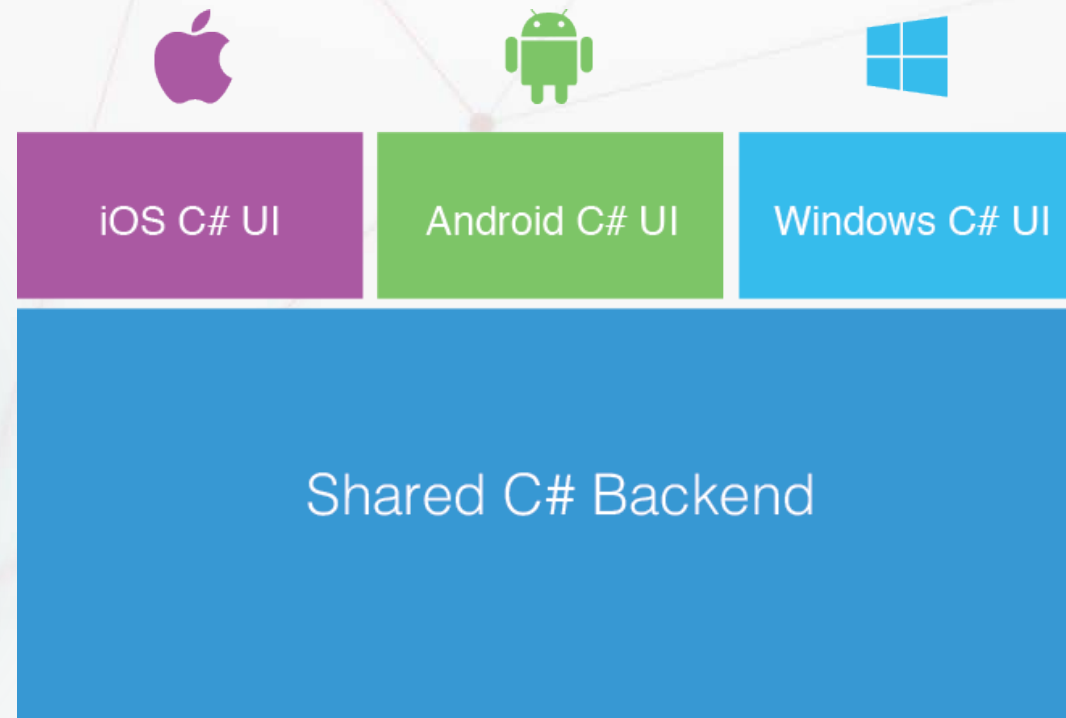 iOS C# UI
Android C# UI
Windows C# UI
Shared C# Backend